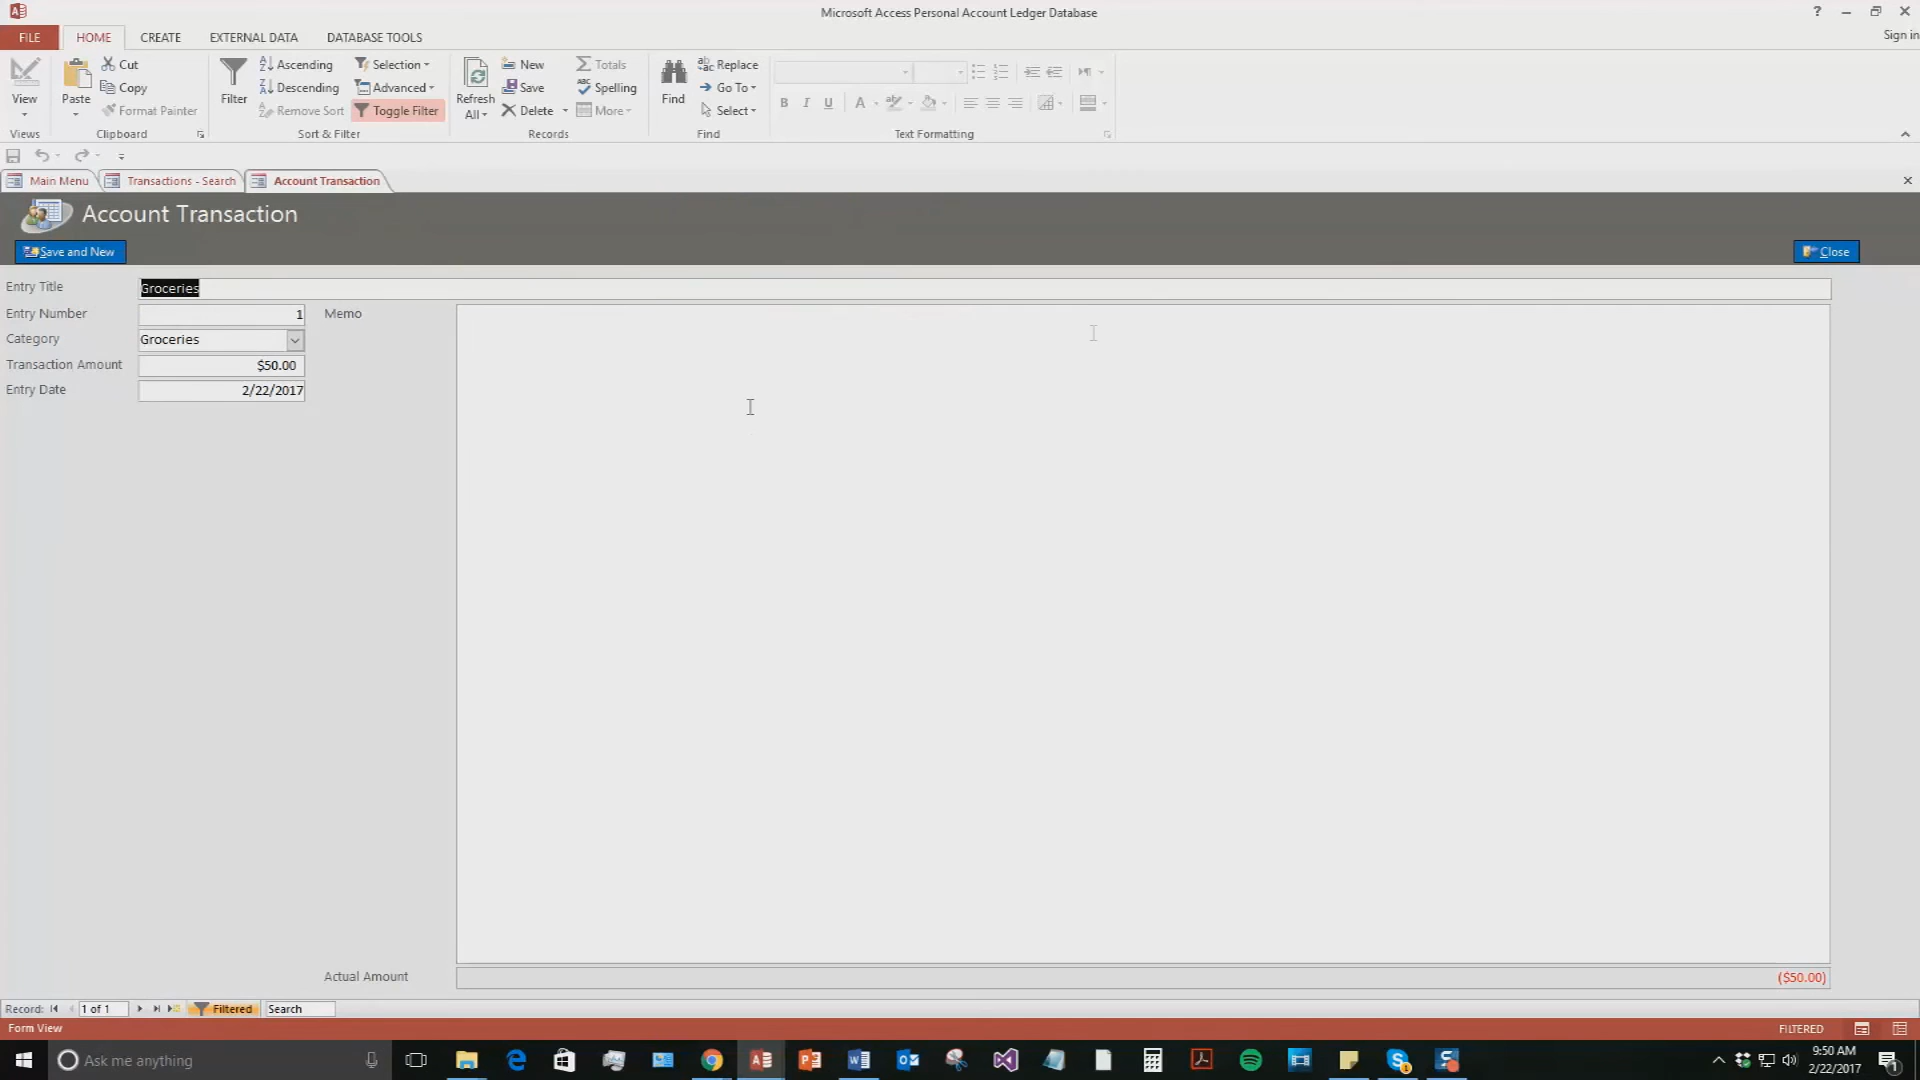 Microsoft Access Personal Account Ledger Database
?
Sign in
FILE HOME CREATE EXTERNAL DATA DATABASE TOOLS
View
Views
Paste
Cut
Copy
Format Painter
Clipboard
Filter
Ascending
Descending
Remove Sort
Selection
Advanced
Toggle Filter
Sort & Filter
Refresh
All
New
Save
Delete
Totals
Spelling
More
Records
Find
Replace
Go To
Select
Find
B I U A
Text Formatting
Main Menu Transactions - Search Account Transaction
Account Transaction
Save and New Close
Entry Title Groceries
Entry Number 1 Memo
Category Groceries
Transaction Amount $50.00
Entry Date 2/22/2017
Actual Amount ($50.00)
Record: 1 of 1 Filtered Search
Form View FILTERED
Ask me anything
9:50 AM
2/22/2017